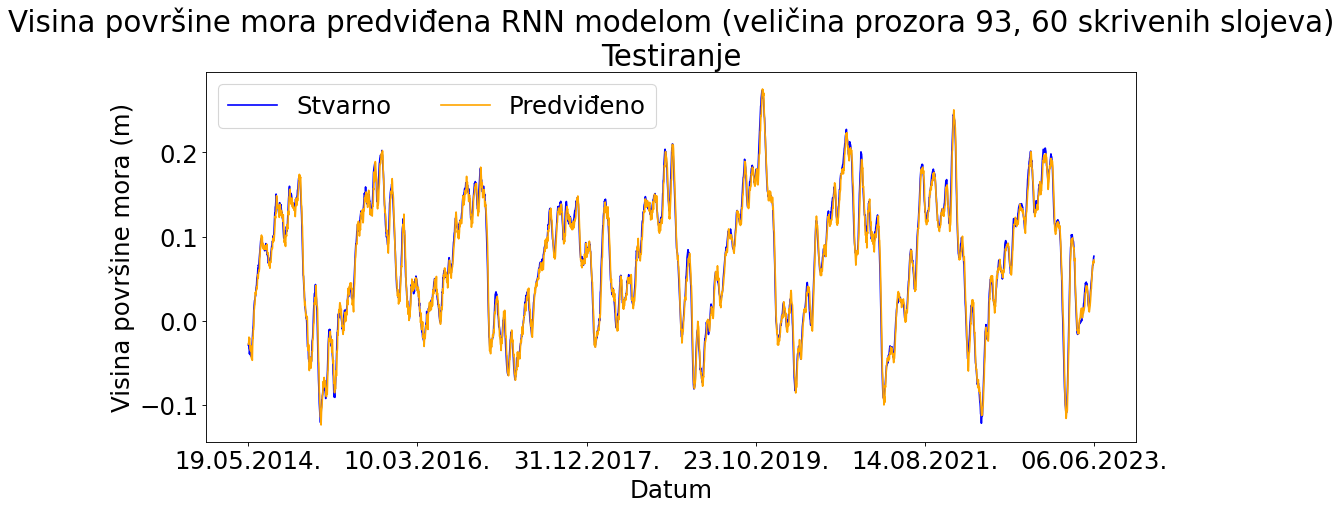 Visina površine mora predviđena RNN modelom (veličina prozora 93, 60 skrivenih slojeva)
Testiranje
Stvarno
Predviđeno
Visina površine mora (m)
0.2
0.1
0.0
−0.1
19.05.2014. 10.03.2016. 31.12.2017. 23.10.2019. 14.08.2021. 06.06.2023.
Datum